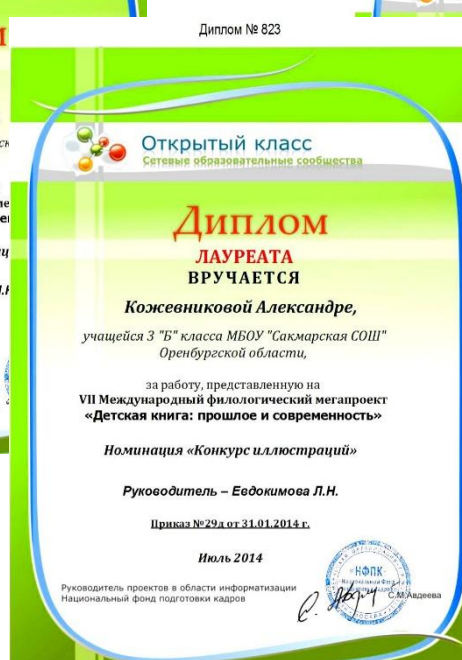 Диплом № 823
Открытый класс
Сетевые образовательные сообщества
Диплом
ЛАУРЕАТА
ВРУЧАЕТСЯ
Кожевниковой Александре,
учащейся 3 "Б" класса МБОУ "Сакмарская СОШ"
Оренбургской области,
за работу, представленную на
VII Международный филологический мегапроект
«Детская книга: прошлое и современность»
Номинация «Конкурс иллюстраций»
Руководитель – Евдокимова Л.Н.
Приказ №29д от 31.01.2014 г.
Июль 2014
Руководитель проектов в области информатизации
Национальный фонд подготовки кадров
НФПК
С.М.Авдеева